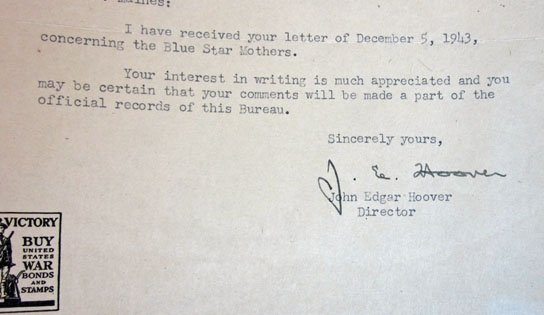 I have received your letter of December 5, 1943,
concerning the Blue Star Mothers.
Your interest in writing is much appreciated and you
may be certain that your comments will be made a part of the
official records of this Bureau.
Sincerely yours,
J. E. Hoover
John Edgar Hoover
Director
VICTORY
BUY
UNITED
STATES
WAR
BONDS
AND
STAMPS